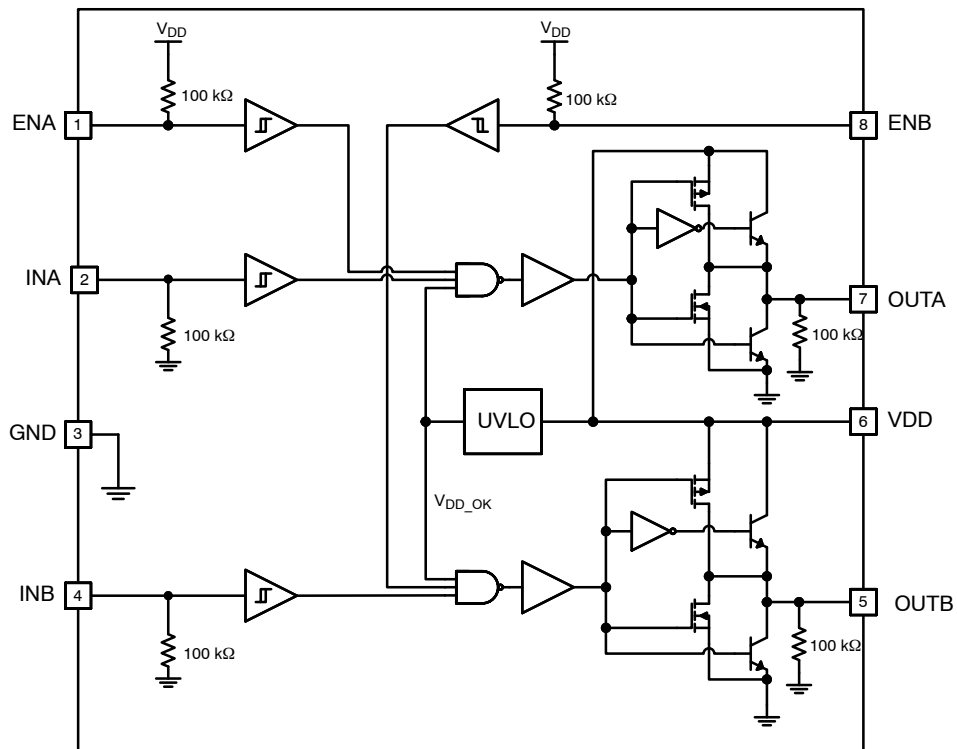 V_DD
V_DD
100 kΩ
100 kΩ
ENA
1
8
ENB
INA
2
7
OUTA
100 kΩ
100 kΩ
GND
3
UVLO
6
VDD
V_DD_OK
INB
4
5
OUTB
100 kΩ
100 kΩ